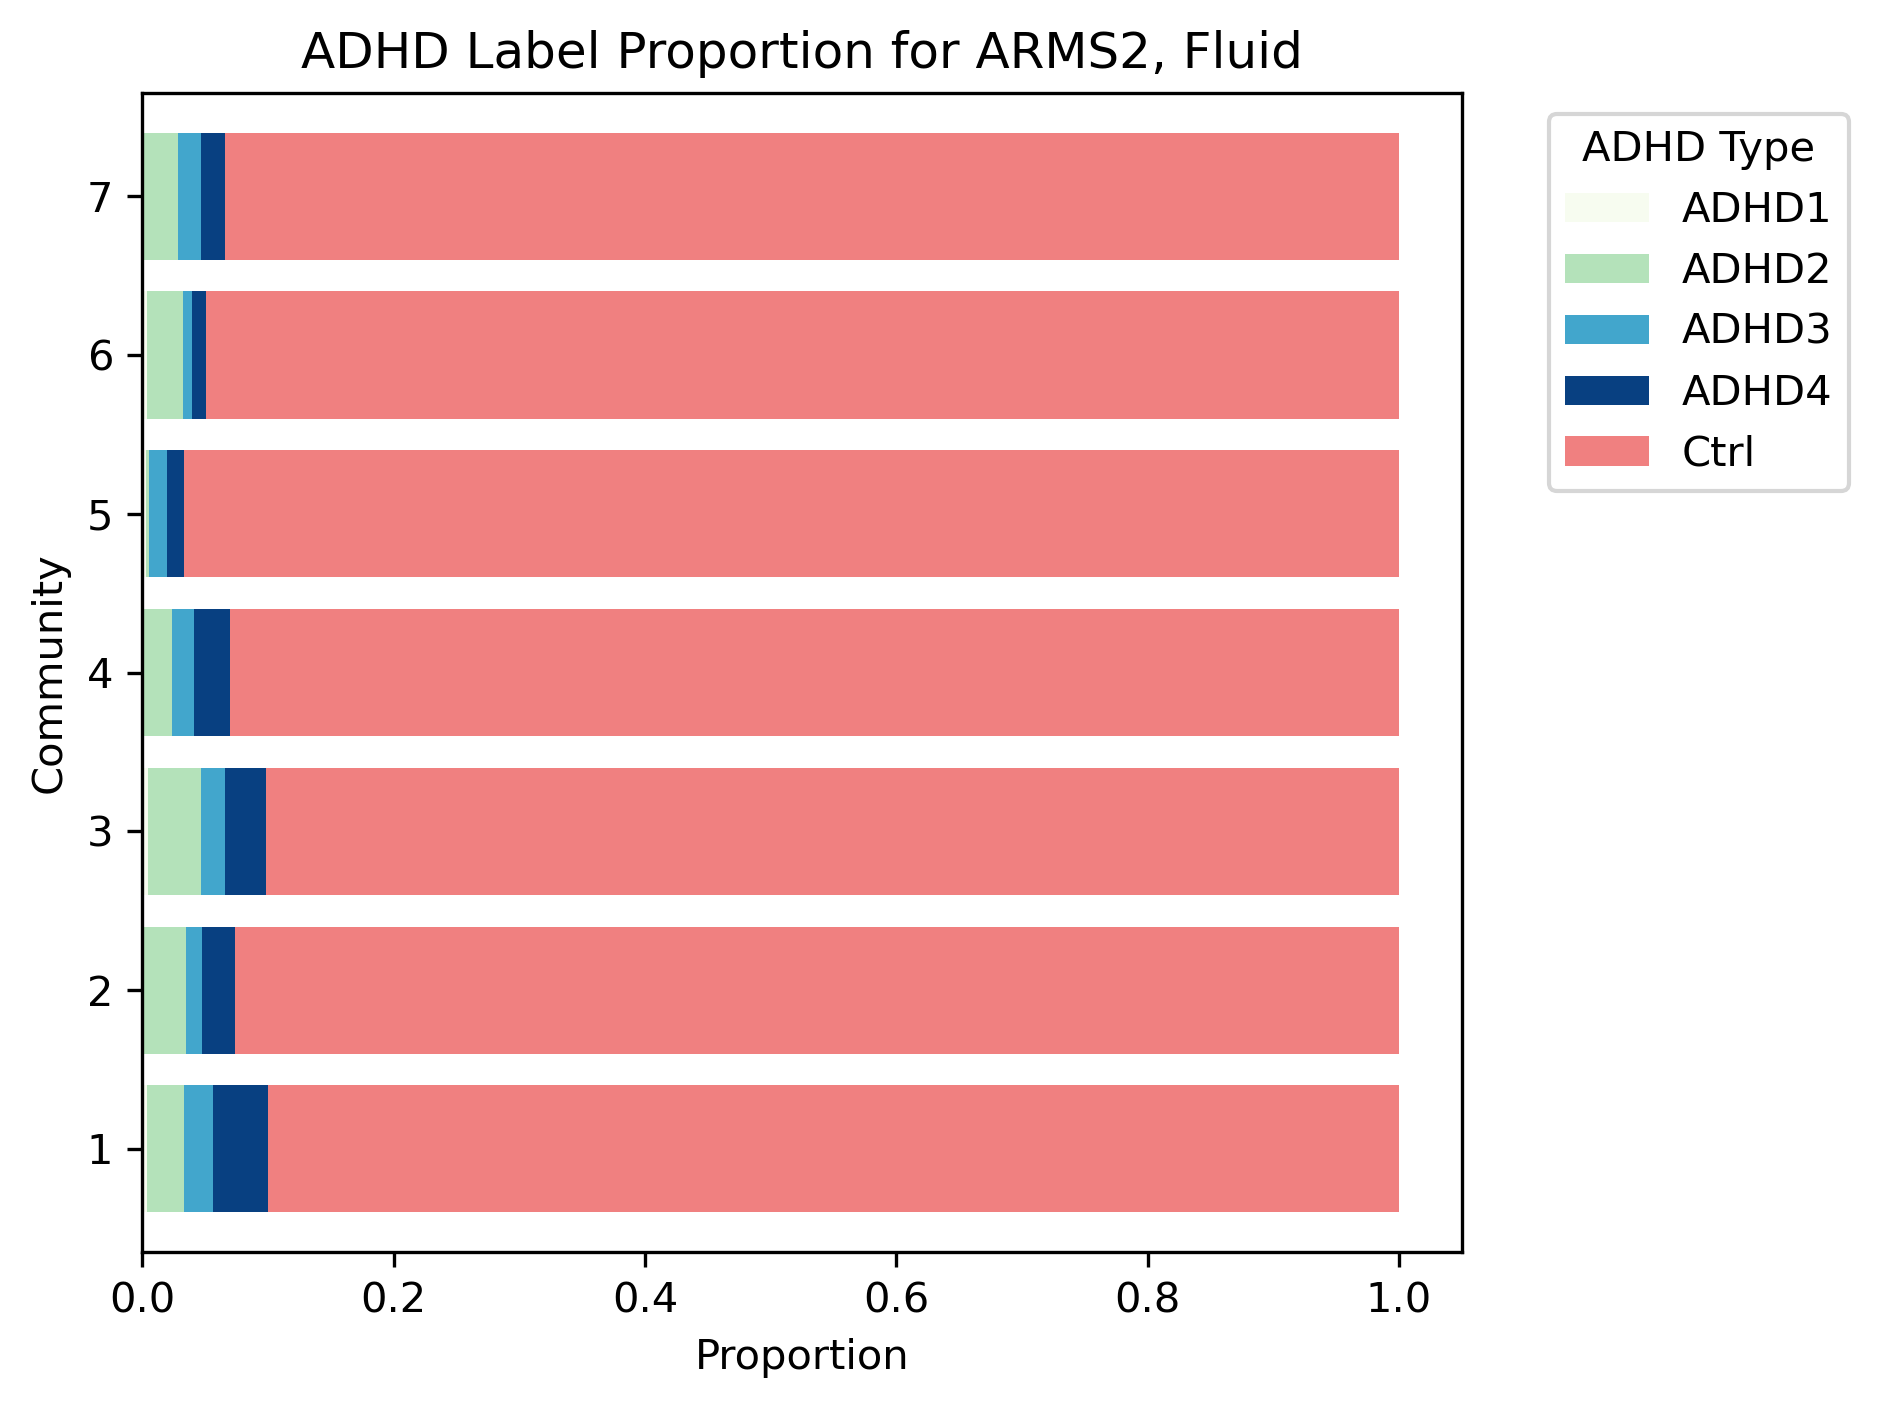 ADHD Label Proportion for ARMS2, Fluid
ADHD Type
ADHD1
ADHD2
ADHD3
ADHD4
Ctrl
Community
7
6
5
4
3
2
1
0.0 0.2 0.4 0.6 0.8 1.0
Proportion